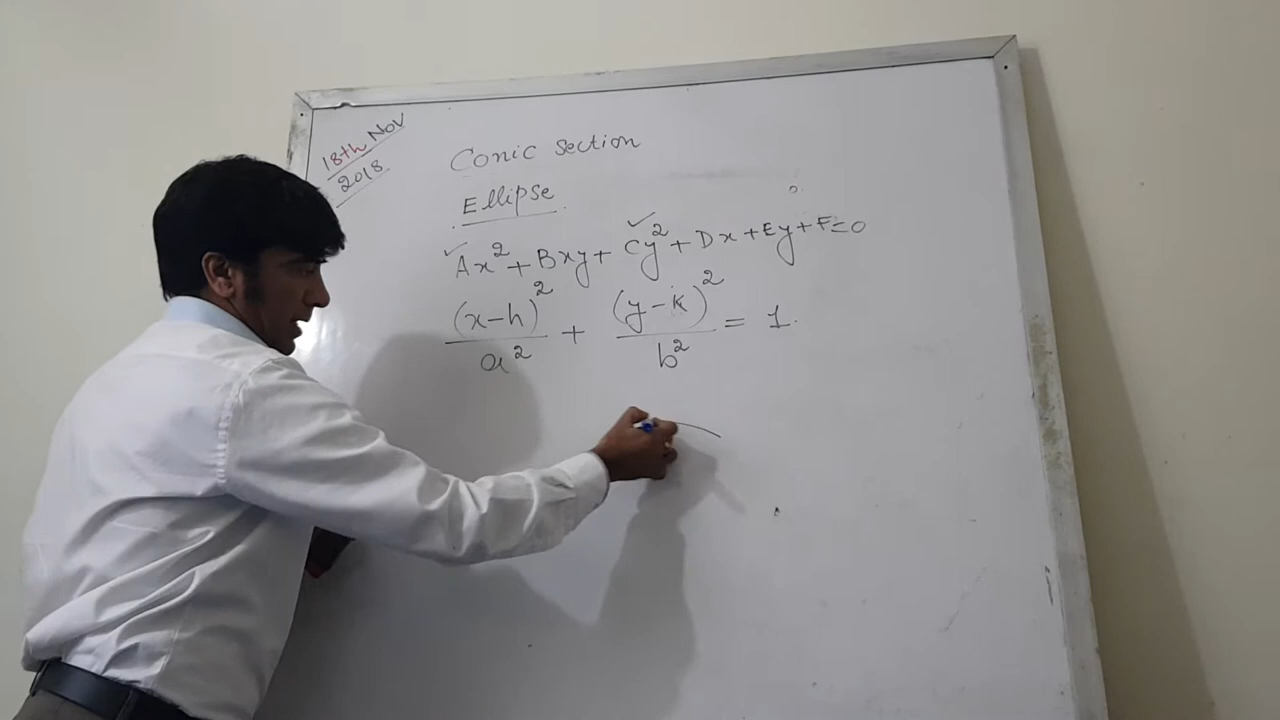 18th Nov
2018
Conic section
Ellipse
Ax² + Bxy + Cy² + Dx + Ey + F = 0
(x-h)²/a² + (y-k)²/b² = 1